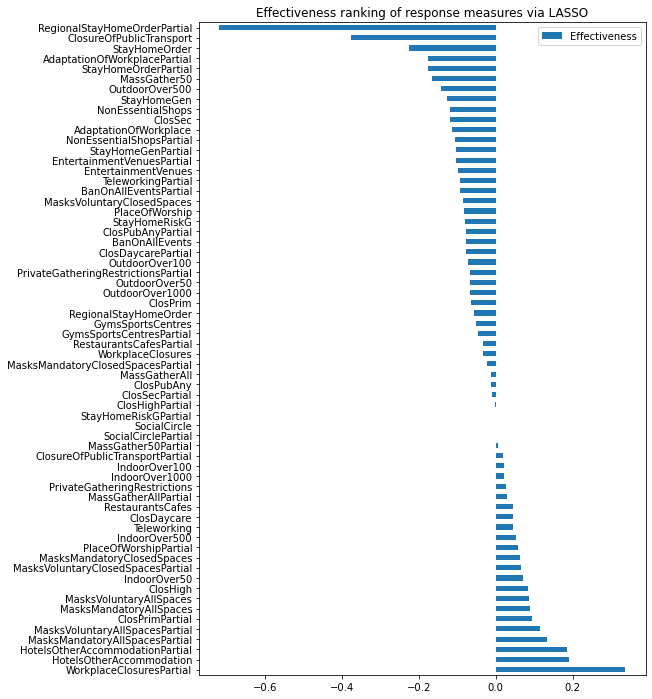 Effectiveness ranking of response measures via LASSO
Effectiveness
RegionalStayHomeOrderPartial
ClosureOfPublicTransport
StayHomeOrder
AdaptationOfWorkplacePartial
StayHomeOrderPartial
MassGather50
OutdoorOver500
StayHomeGen
NonEssentialShops
ClosSec
AdaptationOfWorkplace
NonEssentialShopsPartial
StayHomeGenPartial
EntertainmentVenuesPartial
EntertainmentVenues
TeleworkingPartial
BanOnAllEventsPartial
MasksVoluntaryClosedSpaces
PlaceOfWorship
StayHomeRiskG
ClosPubAnyPartial
BanOnAllEvents
ClosDaycarePartial
OutdoorOver100
PrivateGatheringRestrictionsPartial
OutdoorOver50
OutdoorOver1000
ClosPrim
RegionalStayHomeOrder
GymsSportsCentres
GymsSportsCentresPartial
RestaurantsCafesPartial
WorkplaceClosures
MasksMandatoryClosedSpacesPartial
MassGatherAll
ClosPubAny
ClosSecPartial
ClosHighPartial
StayHomeRiskGPartial
SocialCircle
SocialCirclePartial
MassGather50Partial
ClosureOfPublicTransportPartial
IndoorOver100
IndoorOver1000
PrivateGatheringRestrictions
MassGatherAllPartial
RestaurantsCafes
ClosDaycare
Teleworking
IndoorOver500
PlaceOfWorshipPartial
MasksMandatoryClosedSpaces
MasksVoluntaryClosedSpacesPartial
IndoorOver50
ClosHigh
MasksVoluntaryAllSpaces
MasksMandatoryAllSpaces
ClosPrimPartial
MasksVoluntaryAllSpacesPartial
MasksMandatoryAllSpacesPartial
HotelsOtherAccommodationPartial
HotelsOtherAccommodation
WorkplaceClosuresPartial
−0.6 −0.4 −0.2 0.0 0.2